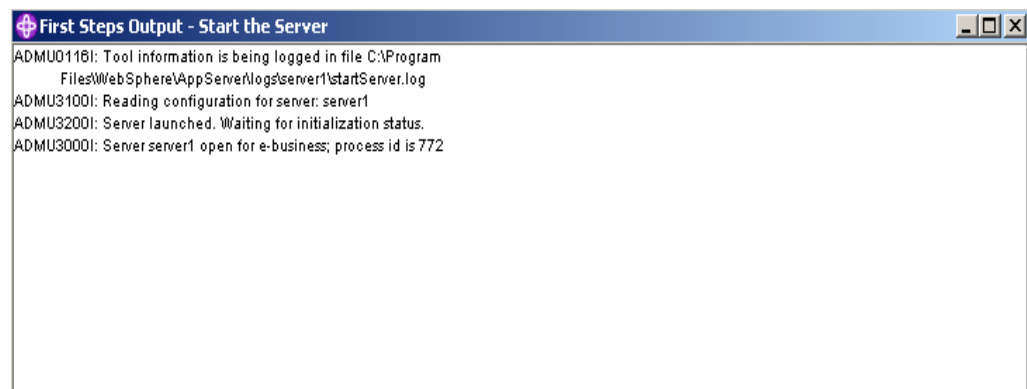 First Steps Output - Start the Server
ADMU0116I: Tool information is being logged in file C:\Program
Files\WebSphere\AppServer\logs\server1\startServer.log
ADMU3100I: Reading configuration for server: server1
ADMU3200I: Server launched. Waiting for initialization status.
ADMU3000I: Server server1 open for e-business; process id is 772